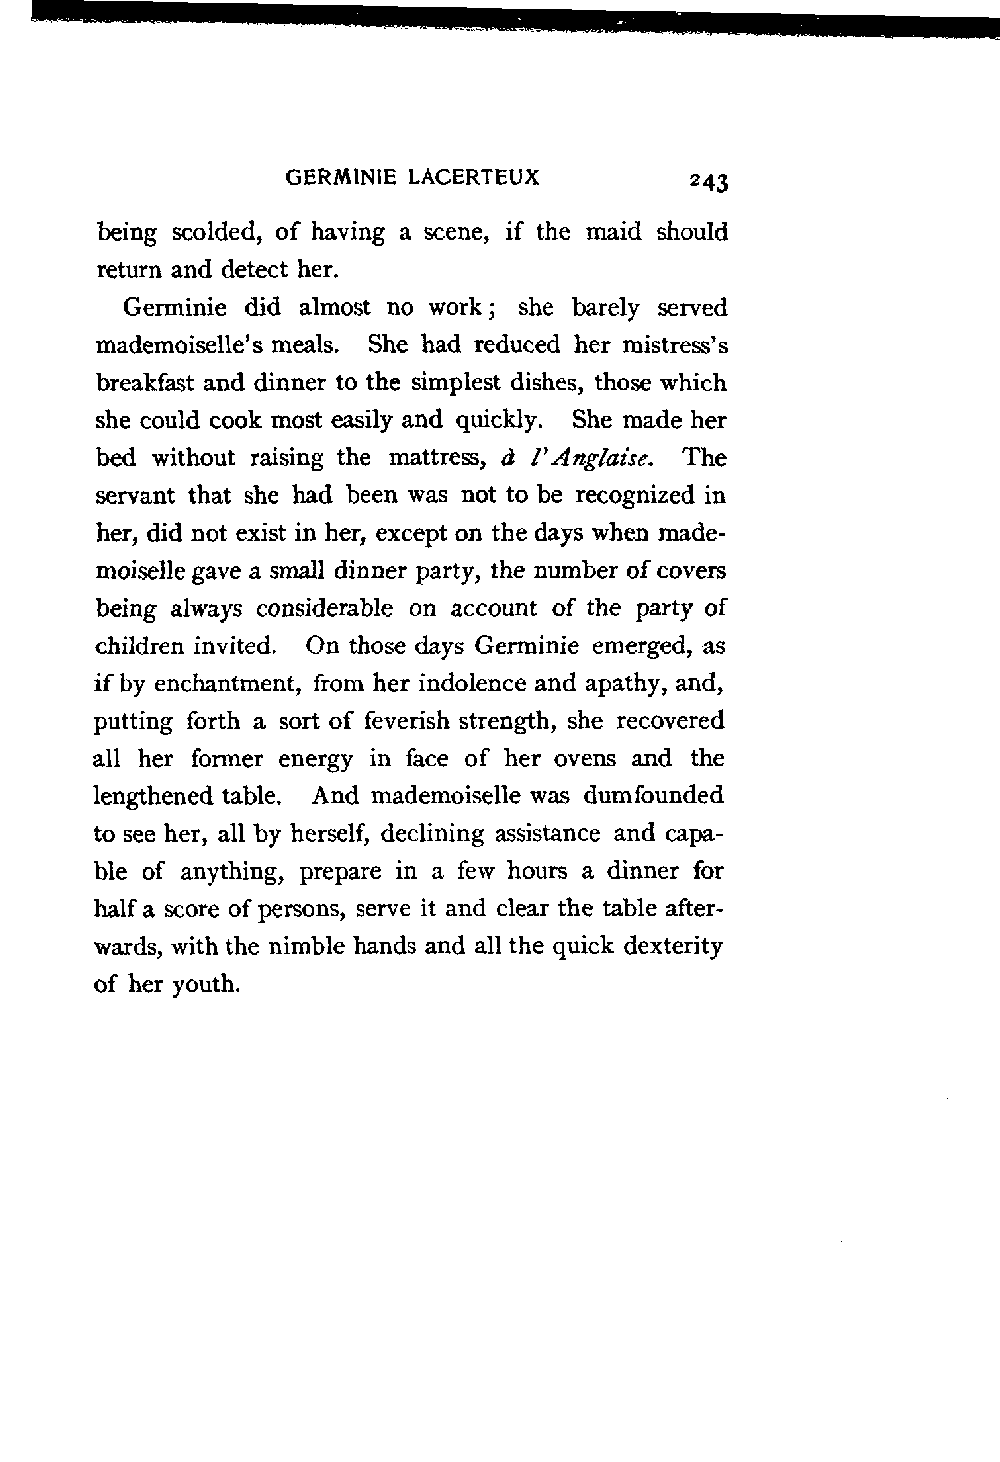 GERMINIE LACERTEUX 243
being scolded, of having a scene, if the maid should
return and detect her.
Germinie did almost no work; she barely served
mademoiselle's meals. She had reduced her mistress's
breakfast and dinner to the simplest dishes, those which
she could cook most easily and quickly. She made her
bed without raising the mattress, à l'Anglaise. The
servant that she had been was not to be recognized in
her, did not exist in her, except on the days when made-
moiselle gave a small dinner party, the number of covers
being always considerable on account of the party of
children invited. On those days Germinie emerged, as
if by enchantment, from her indolence and apathy, and,
putting forth a sort of feverish strength, she recovered
all her former energy in face of her ovens and the
lengthened table. And mademoiselle was dumfounded
to see her, all by herself, declining assistance and capa-
ble of anything, prepare in a few hours a dinner for
half a score of persons, serve it and clear the table after-
wards, with the nimble hands and all the quick dexterity
of her youth.